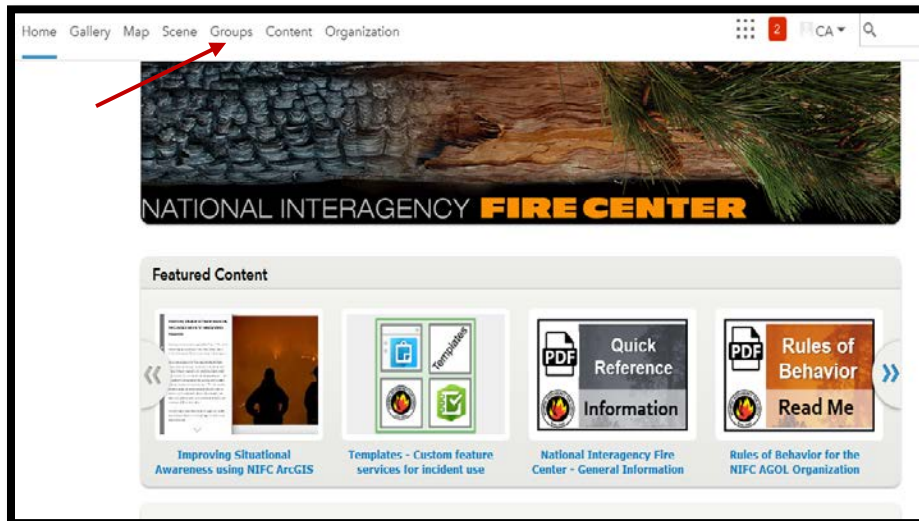 Home Gallery Map Scene Groups Content Organization
2 CA
NATIONAL INTERAGENCY FIRE CENTER
Featured Content
Templates
PDF Quick Reference
Information
PDF Rules of Behavior
Read Me
Improving Situational Awareness using NIFC ArcGIS
Templates - Custom feature services for incident use
National Interagency Fire Center - General Information
Rules of Behavior for the NIFC AGOL Organization